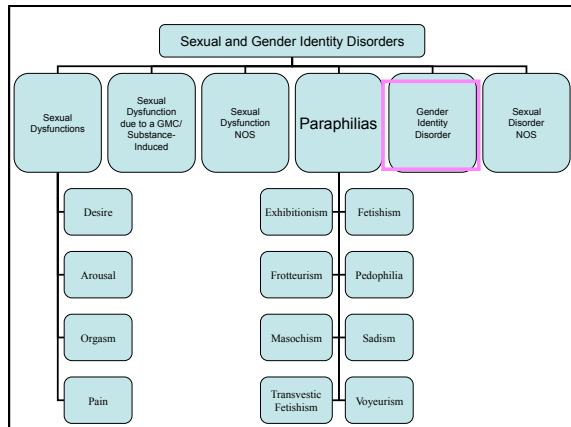 Sexual and Gender Identity Disorders
Sexual
Dysfunctions
Sexual
Dysfunction
due to a GMC/
Substance-
Induced
Sexual
Dysfunction
NOS
Paraphilias
Gender
Identity
Disorder
Sexual
Disorder
NOS
Desire
Arousal
Orgasm
Pain
Exhibitionism
Fetishism
Frotteurism
Pedophilia
Masochism
Sadism
Transvestic
Fetishism
Voyeurism